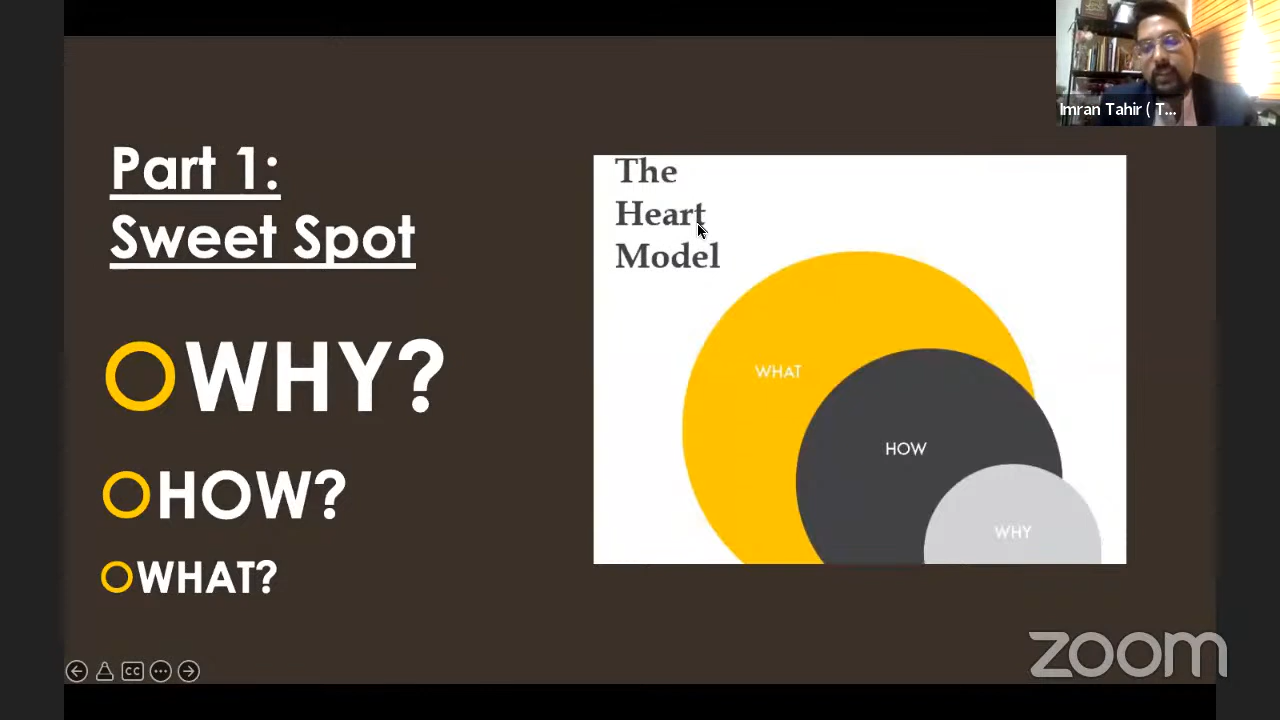 Part 1:
Sweet Spot
WHY?
HOW?
WHAT?
The
Heart
Model
WHAT
HOW
WHY
Imran Tahir ( T...
CC
zoom